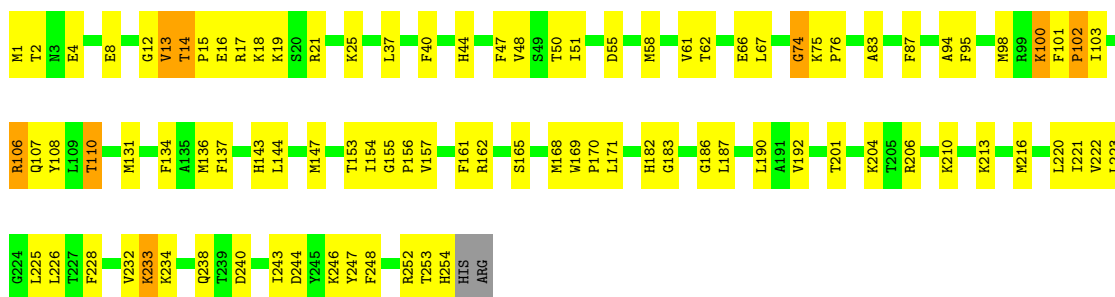 M1 T2 N3 E4 E8 G12 V13 T14 P15 E16 R17 K18 K19 S20 R21 K25 L37 F40 H44 F47 V48 S49 T50 I51 D55 M58 V61 T62 E66 L67 G74 K75 P76 A83 F87 A94 F95 M98 R99 K100 F101 P102 I103
R106 Q107 Y108 L109 T110 M131 F134 A135 M136 F137 H143 L144 M147 T153 I154 G155 P156 V157 F161 R162 S165 M168 W169 P170 L171 H182 G183 G186 L187 L190 A191 V192 T201 K204 T205 R206 K210 K213 M216 L220 I221 V222 L223
G224 L225 L226 T227 F228 V232 K233 K234 Q238 T239 D240 I243 D244 Y245 K246 Y247 F248 R252 T253 H254 HIS ARG